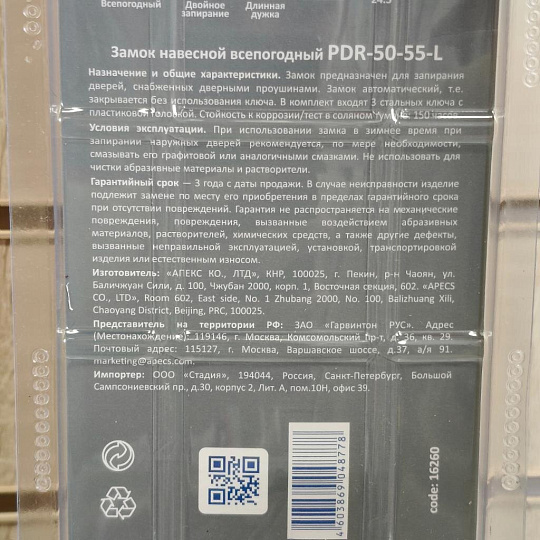 Всепогодный
Двойное запирание
Длинная дужка
24.5
Замок навесной всепогодный PDR-50-55-L
Назначение и общие характеристики. Замок предназначен для запирания
дверей, снабженных дверными проушинами. Замок автоматический, т.е.
закрывается без использования ключа. В комплект входят 3 стальных ключа с
пластиковой головкой. Стойкость к коррозии/тест в соляном тумане: 150 часов.
Условия эксплуатации. При использовании замка в зимнее время при
запирании наружных дверей рекомендуется, по мере необходимости,
смазывать его графитовой или аналогичными смазками. Не использовать для
чистки абразивные материалы и растворители.
Гарантийный срок — 3 года с даты продажи. В случае неисправности изделие
подлежит замене по месту его приобретения в пределах гарантийного срока
при отсутствии повреждений. Гарантия не распространяется на механические
повреждения, повреждения, вызванные воздействием абразивных
материалов, растворителей, химических средств, а также другие дефекты,
вызванные неправильной эксплуатацией, установкой, транспортировкой
изделия или естественным износом.
Изготовитель: «АПЕКС КО., ЛТД», КНР, 100025, г. Пекин, р-н Чаоян, ул.
Баличжуан Сили, д. 100, Чжубан 2000, корп. 1, Восточная секция, 602. «APECS
CO., LTD», Room 602, East side, No. 1 Zhubang 2000, No. 100, Balizhuang Xili,
Chaoyang District, Beijing, PRC, 100025.
Представитель на территории РФ: ЗАО «Гарвинтон РУС». Адрес
(Местонахождение): 119146, г. Москва, Комсомольский пр-т, д. 36, кв. 29.
Почтовый адрес: 115127, г. Москва, Варшавское шоссе, д.37, а/я 91.
marketing@apecs.com.
Импортер: ООО «Стадия», 194044, Россия, Санкт-Петербург, Большой
Сампсониевский пр., д.30, корпус 2, Лит. А, пом.10Н, офис 39.
4603869048778
code: 16260